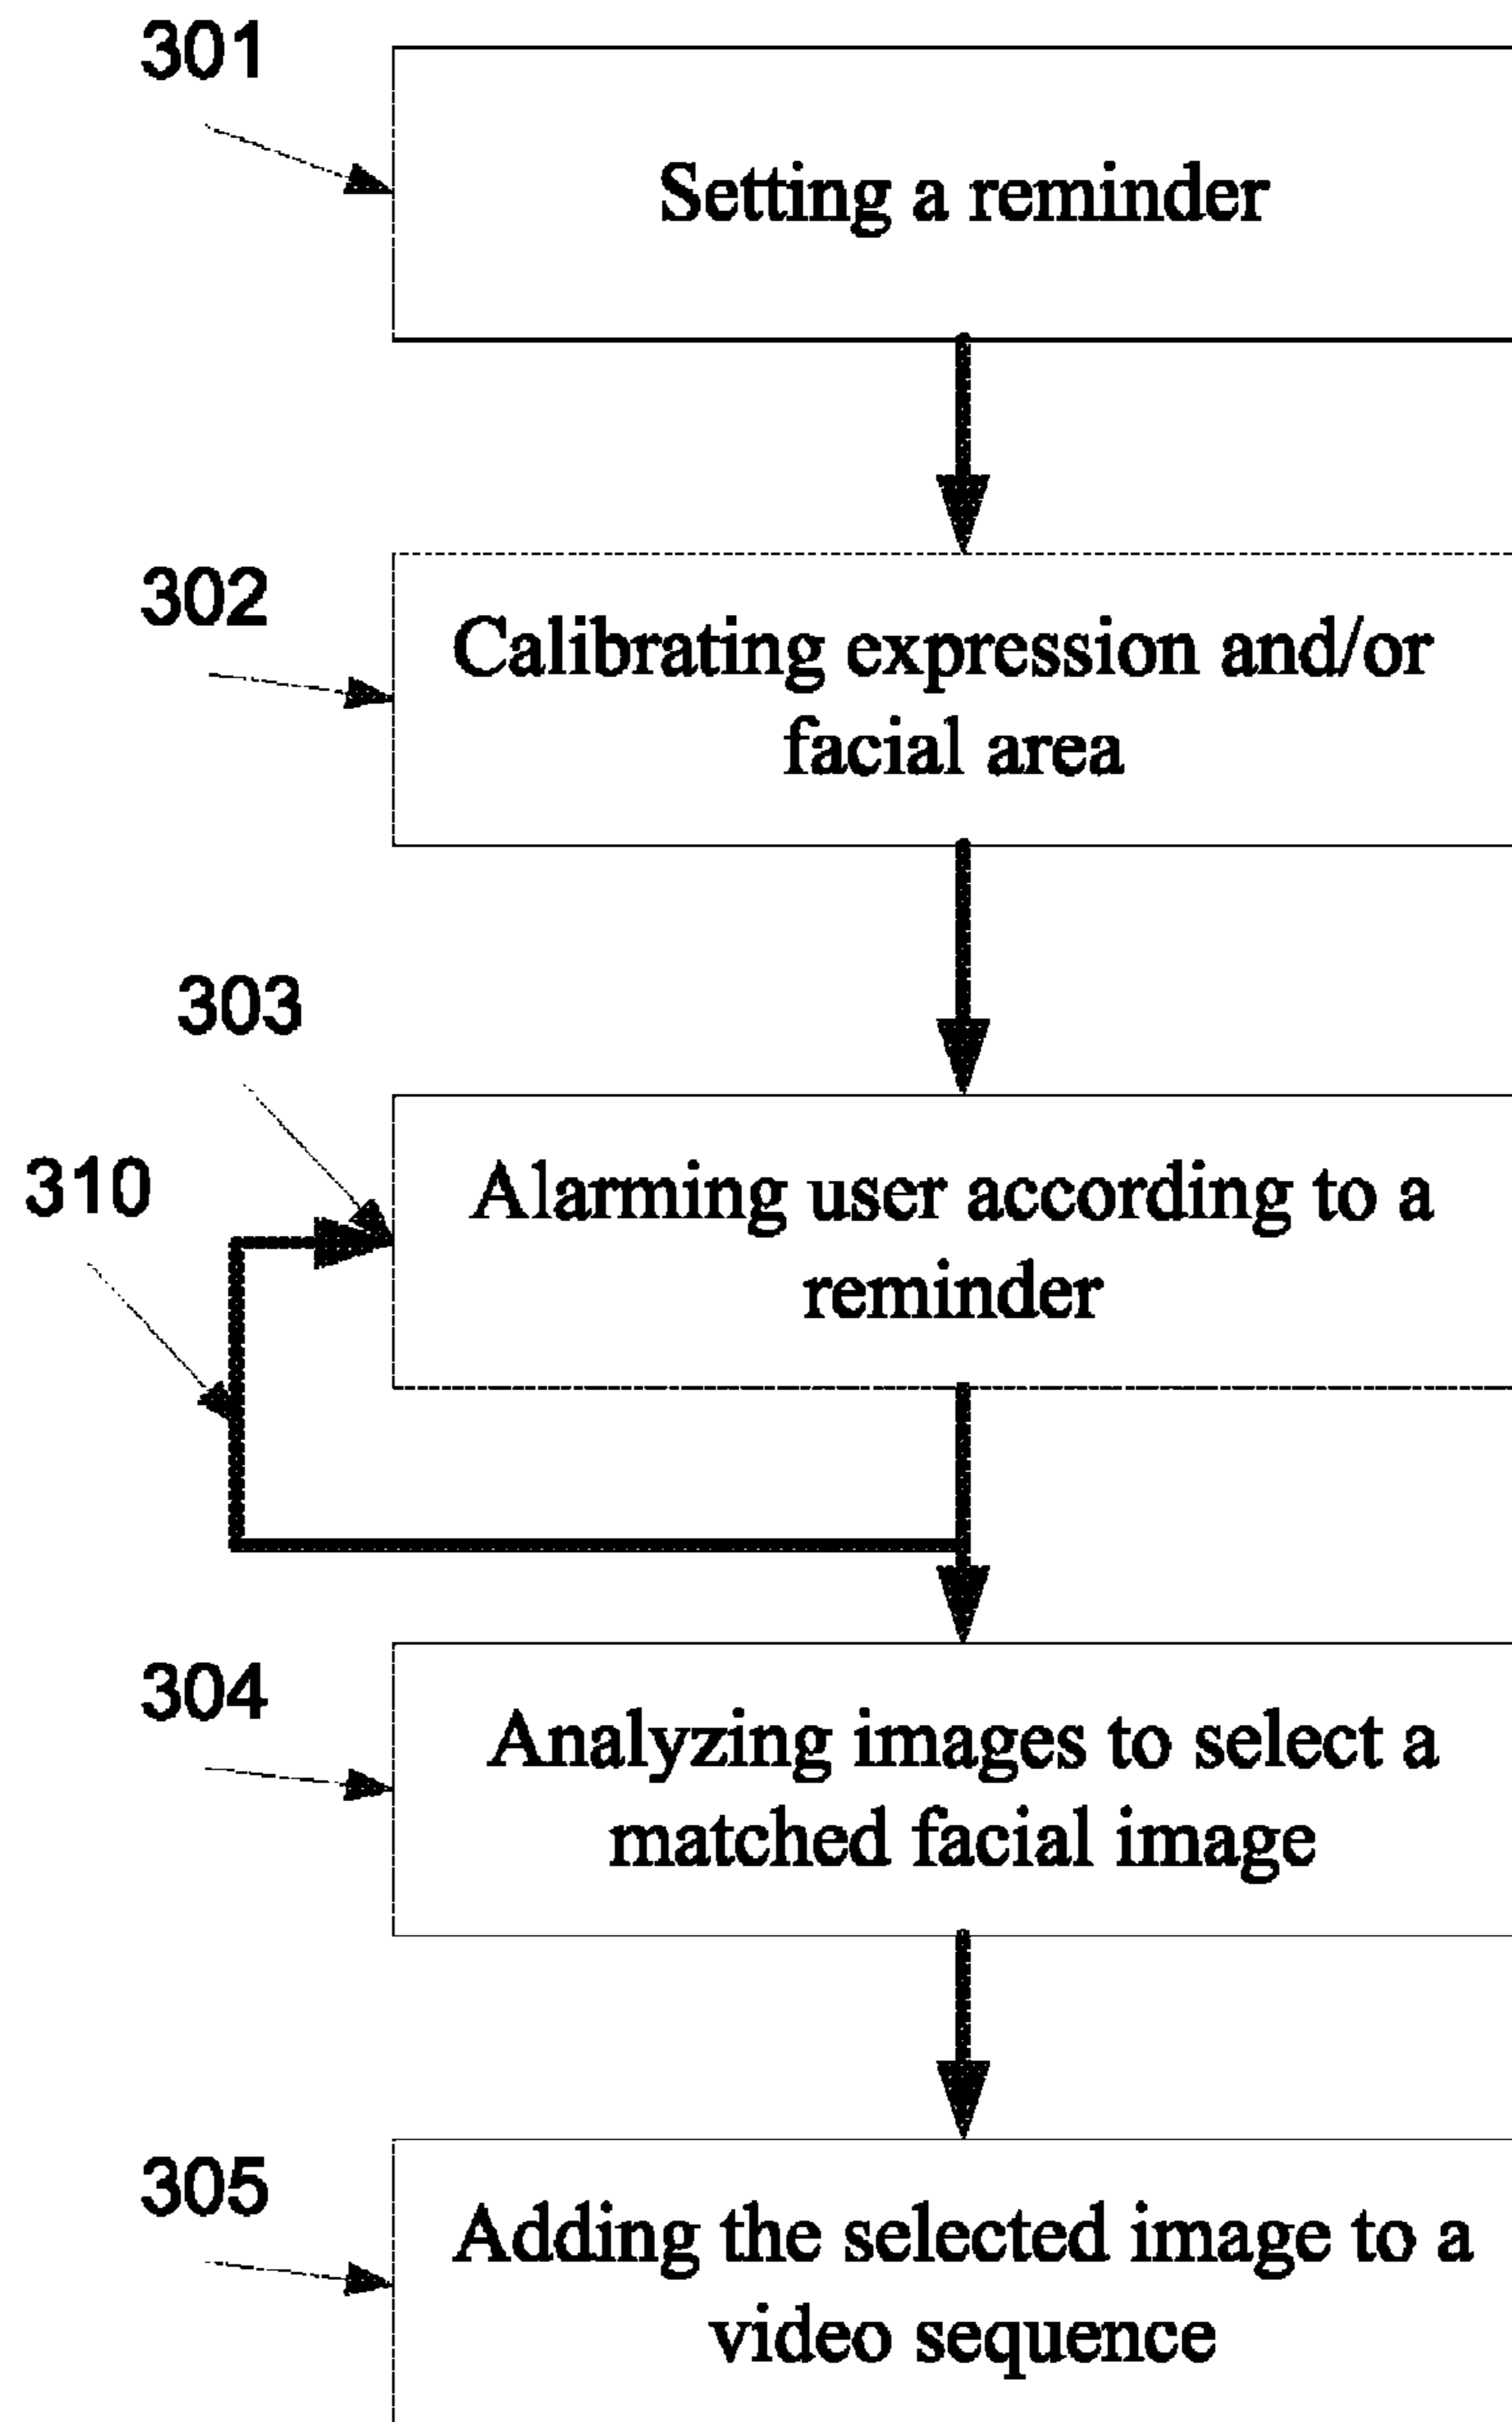 301
Setting a reminder
302
Calibrating expression and/or
facial area
303
310
Alarming user according to a
reminder
304
Analyzing images to select a
matched facial image
305
Adding the selected image to a
video sequence